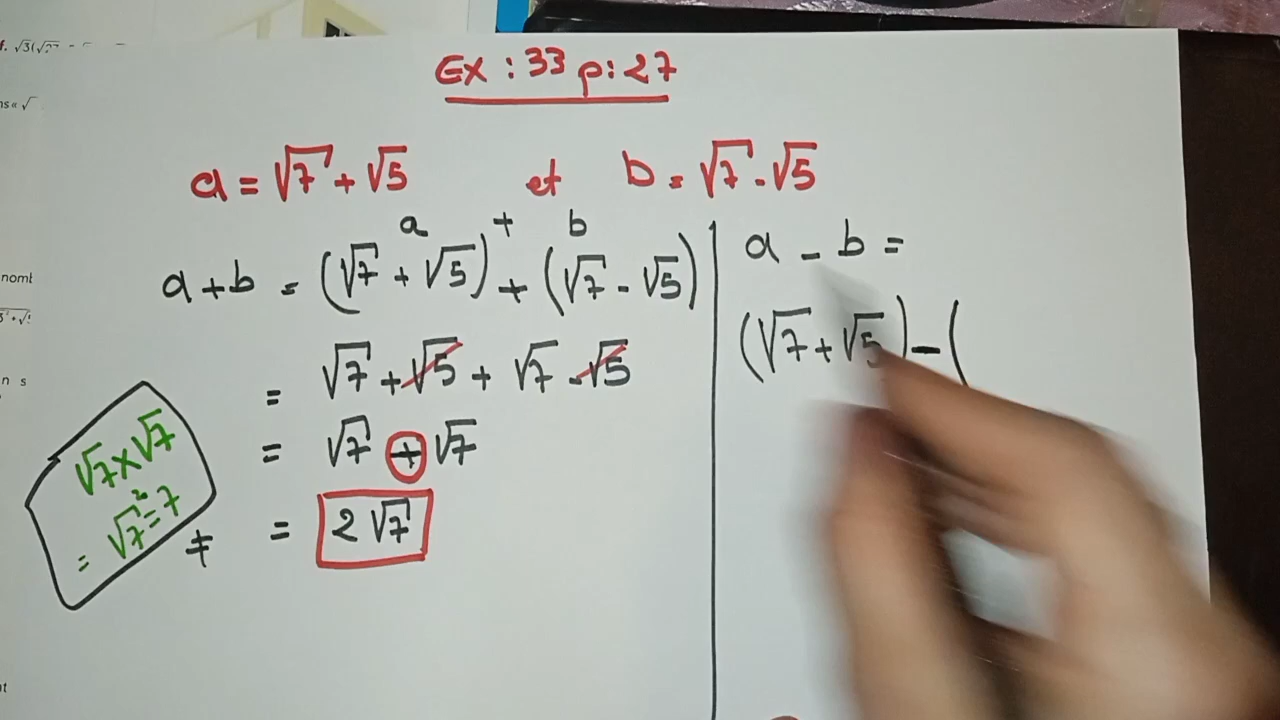 Ex : 33 p: 27
a = √7 + √5 et b = √7 - √5
a + b
a + b = (√7 + √5) + (√7 - √5)
= √7 + √5 + √7 - √5
= √7 + √7
= 2√7
√7 × √7
= √7² = 7
≠
a - b =
(√7 + √5) - (
nomb
n s